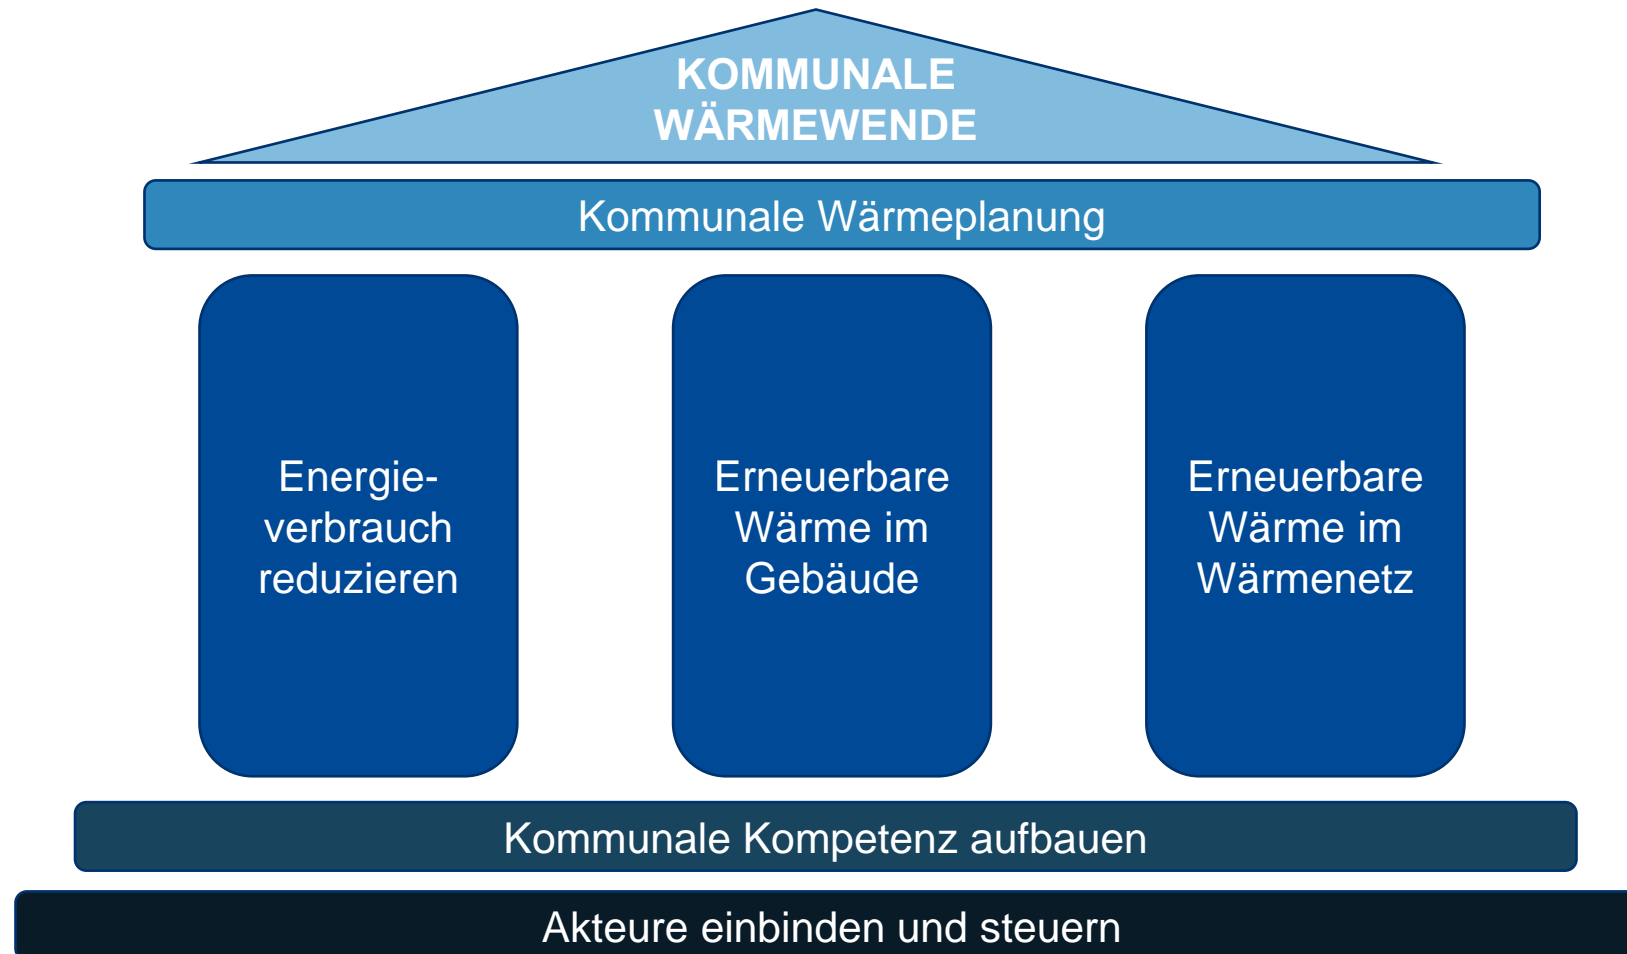 KOMMUNALE
WÄRMEWENDE
Kommunale Wärmeplanung
Energie-
verbrauch
reduzieren
Erneuerbare
Wärme im
Gebäude
Erneuerbare
Wärme im
Wärmenetz
Kommunale Kompetenz aufbauen
Akteure einbinden und steuern